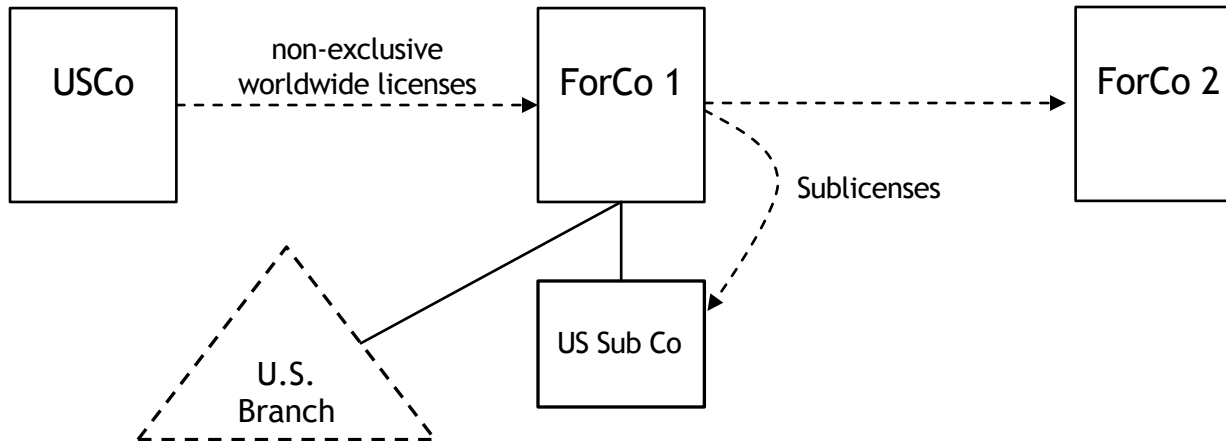 USCo
non-exclusive
worldwide licenses
ForCo 1
ForCo 2
Sublicenses
US Sub Co
U.S.
Branch